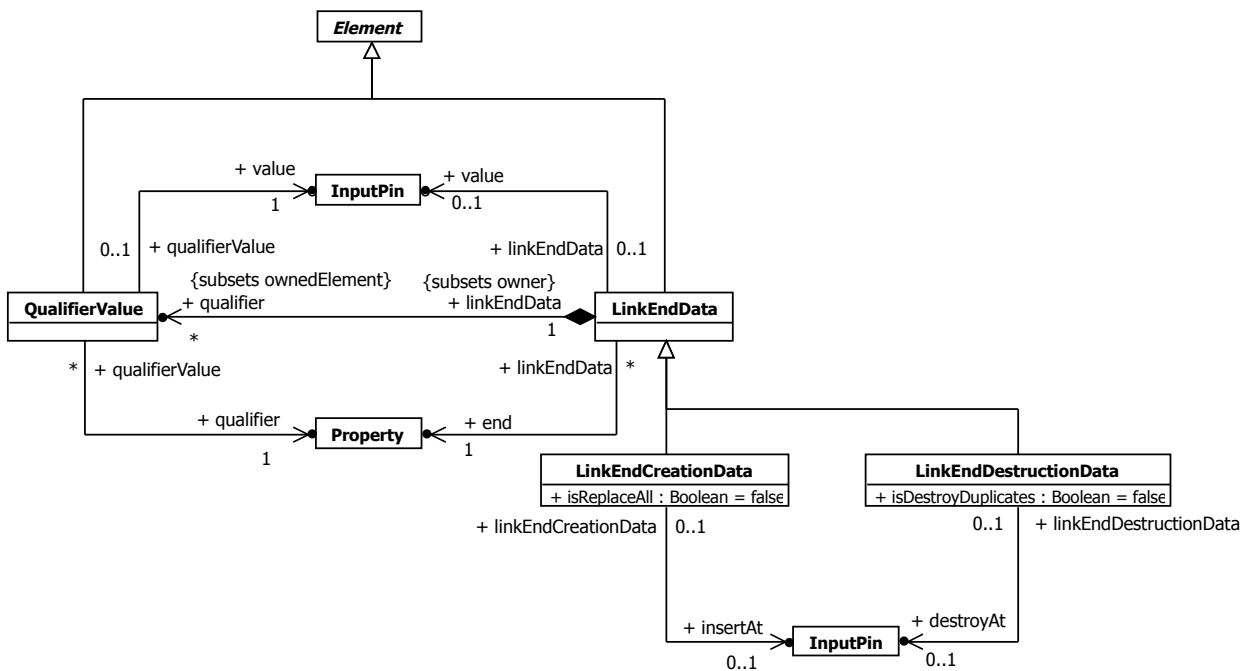 Element
+ value
+ value
InputPin
1
0..1
0..1
+ qualifierValue
+ linkEndData
0..1
{subsets ownedElement}
{subsets owner}
QualifierValue
+ qualifier
+ linkEndData
LinkEndData
*
1
*
+ qualifierValue
+ linkEndData
*
+ qualifier
Property
+ end
1
1
LinkEndCreationData
LinkEndDestructionData
+ isReplaceAll : Boolean = false
+ isDestroyDuplicates : Boolean = false
+ linkEndCreationData
0..1
0..1
+ linkEndDestructionData
+ insertAt
InputPin
+ destroyAt
0..1
0..1